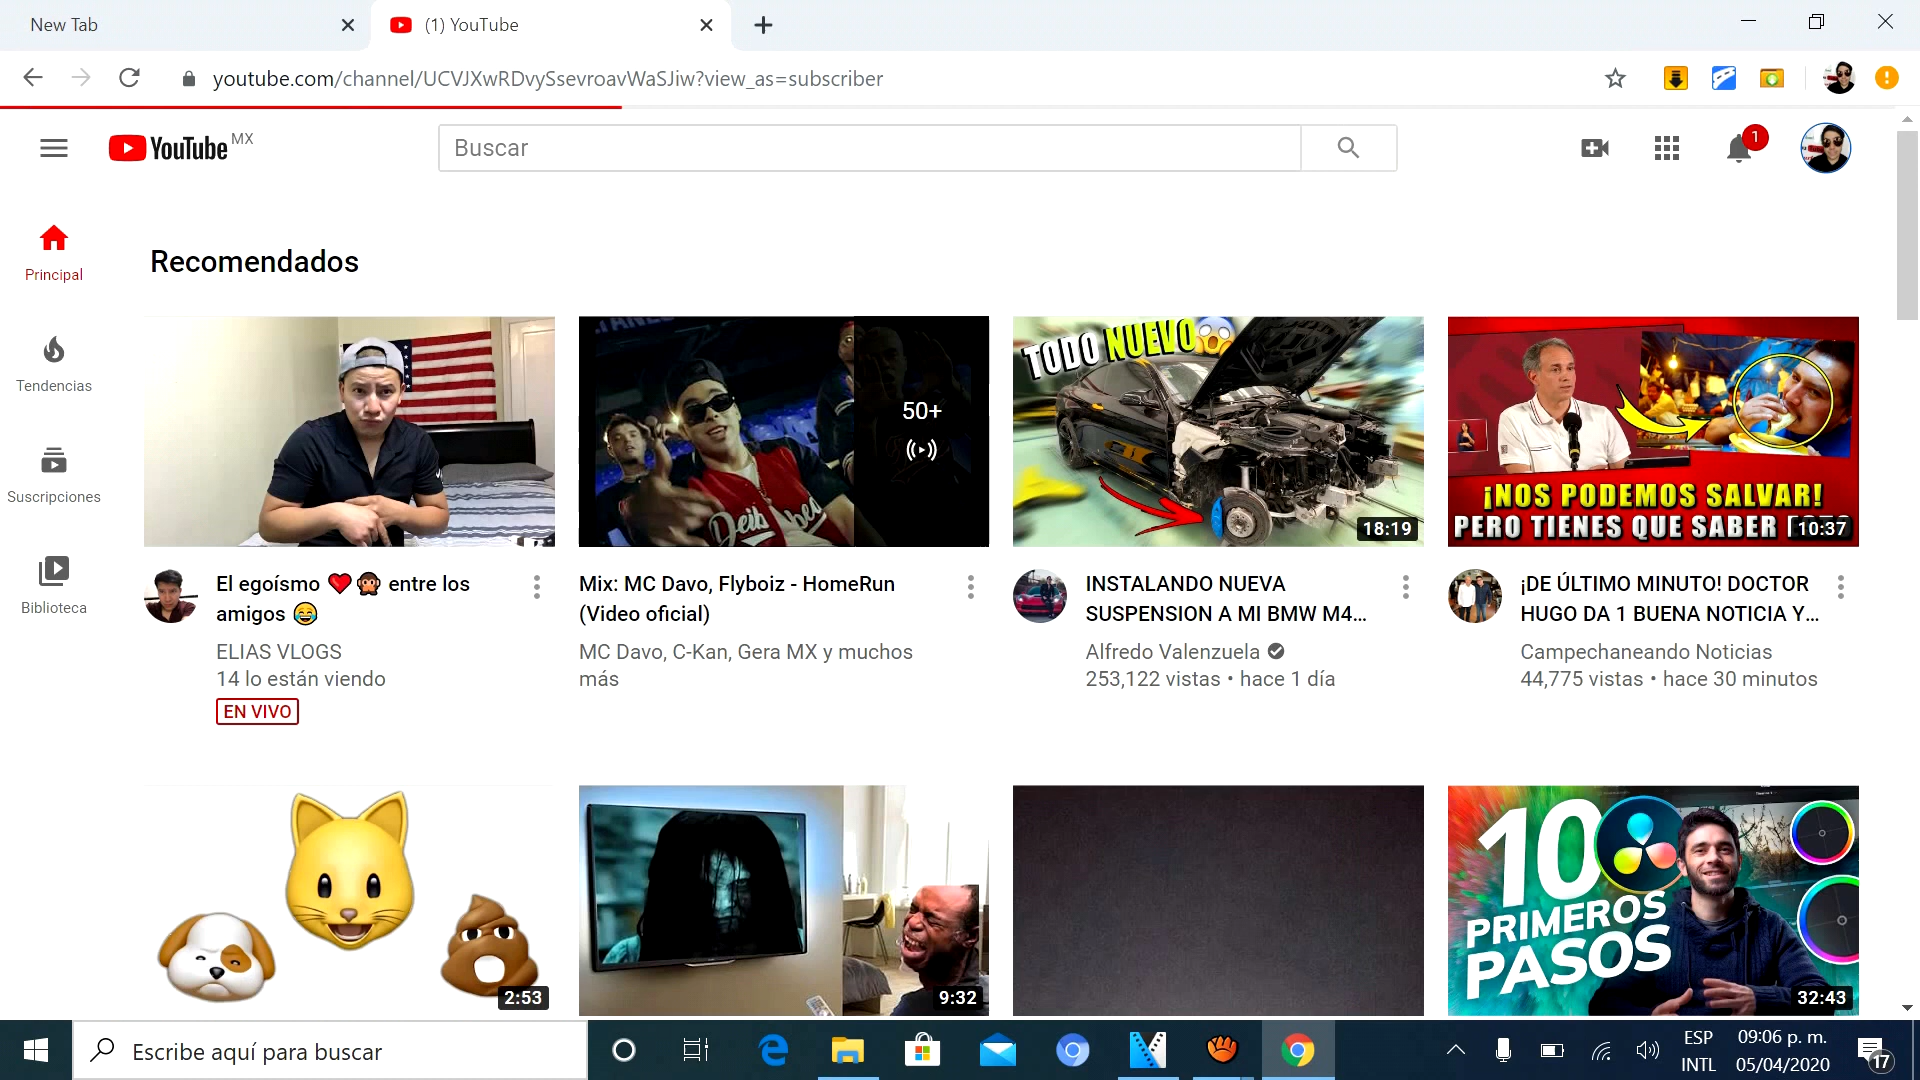 New Tab
(1) YouTube
youtube.com/channel/UCVJXwRDvySsevroavWaSJiw?view_as=subscriber
YouTube MX
Buscar
1
Principal
Tendencias
Suscripciones
Biblioteca
Recomendados
50+
TODO NUEVO
18:19
¡NOS PODEMOS SALVAR!
PERO TIENES QUE SABER
10:37
El egoísmo ❤️🙊 entre los
amigos 😂
ELIAS VLOGS
14 lo están viendo
EN VIVO
Mix: MC Davo, Flyboiz - HomeRun
(Video oficial)
MC Davo, C-Kan, Gera MX y muchos
más
INSTALANDO NUEVA
SUSPENSION A MI BMW M4...
Alfredo Valenzuela
253,122 vistas • hace 1 día
¡DE ÚLTIMO MINUTO! DOCTOR
HUGO DA 1 BUENA NOTICIA Y...
Campechaneando Noticias
44,775 vistas • hace 30 minutos
2:53
9:32
10
PRIMEROS
PASOS
32:43
Escribe aquí para buscar
ESP
INTL
09:06 p. m.
05/04/2020
17